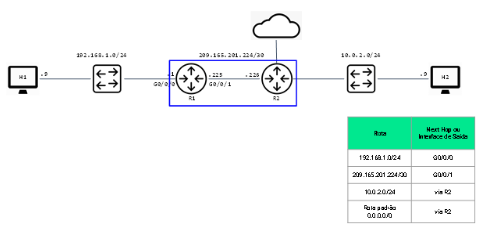 192.168.1.0/24
209.165.201.224/30
10.0.2.0/24
.9
.1
.225
.226
.9
G0/0/0
G0/0/1
H1
R1
R2
H2
Rota
Next Hop ou
Interface de Saída
192.168.1.0/24
G0/0/0
209.165.201.224/30
G0/0/1
10.0.2.0/24
via R2
Rota padrão
0.0.0.0/0
via R2